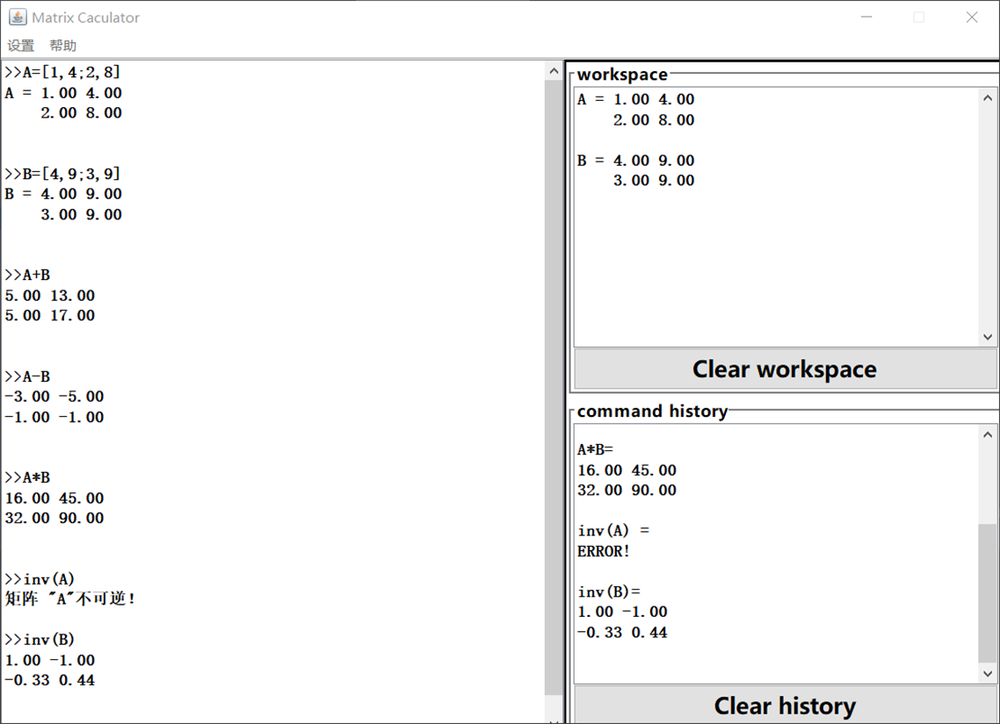 Matrix Caculator
设置 帮助
>>A=[1,4;2,8]
A = 1.00 4.00
2.00 8.00
>>B=[4,9;3,9]
B = 4.00 9.00
3.00 9.00
>>A+B
5.00 13.00
5.00 17.00
>>A-B
-3.00 -5.00
-1.00 -1.00
>>A*B
16.00 45.00
32.00 90.00
>>inv(A)
矩阵 "A"不可逆!
>>inv(B)
1.00 -1.00
-0.33 0.44
workspace
A = 1.00 4.00
2.00 8.00
B = 4.00 9.00
3.00 9.00
Clear workspace
command history
A*B=
16.00 45.00
32.00 90.00
inv(A) =
ERROR!
inv(B)=
1.00 -1.00
-0.33 0.44
Clear history